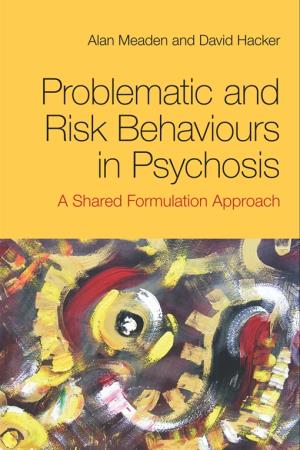 Alan Meaden and David Hacker
Problematic and
Risk Behaviours
in Psychosis
A Shared Formulation Approach